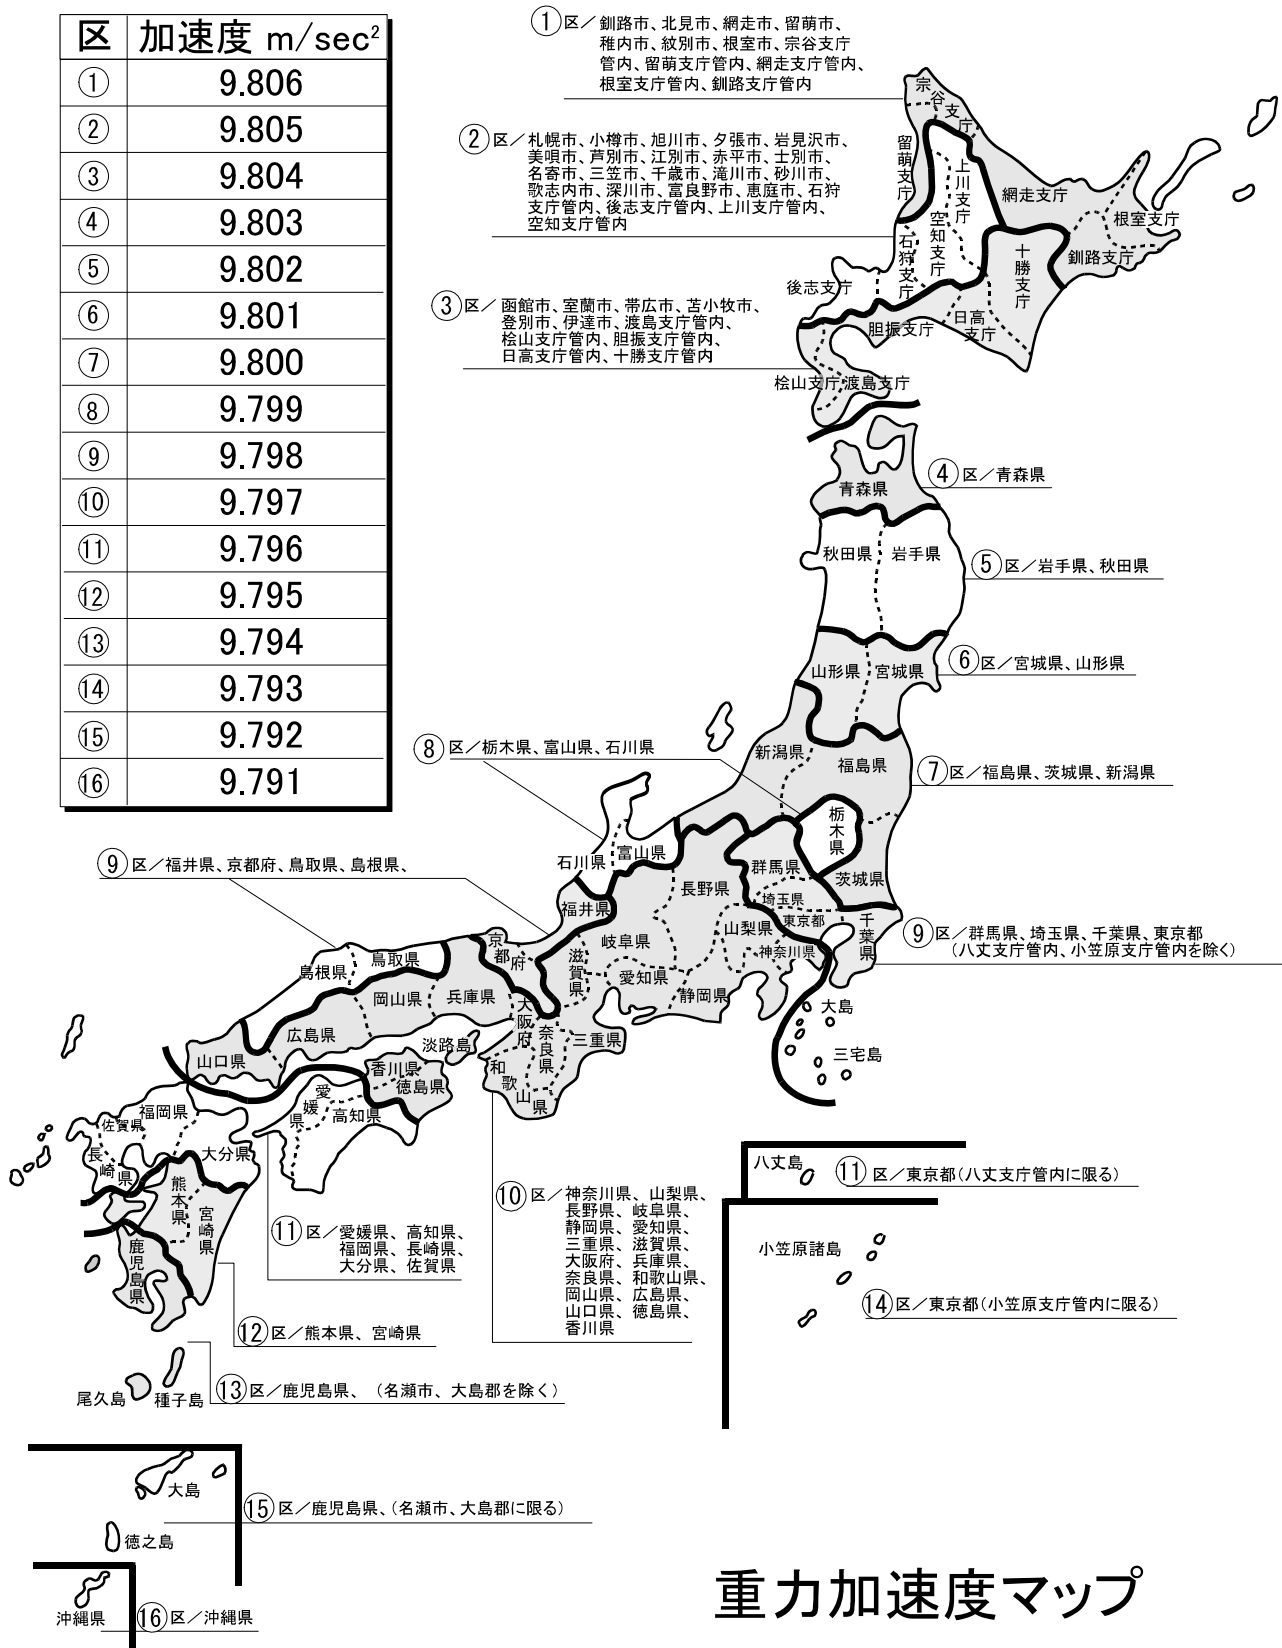 区 加速度 m/sec²
① 9.806
② 9.805
③ 9.804
④ 9.803
⑤ 9.802
⑥ 9.801
⑦ 9.800
⑧ 9.799
⑨ 9.798
⑩ 9.797
⑪ 9.796
⑫ 9.795
⑬ 9.794
⑭ 9.793
⑮ 9.792
⑯ 9.791
①区／釧路市、北見市、網走市、留萌市、
稚内市、紋別市、根室市、宗谷支庁
管内、留萌支庁管内、網走支庁管内、
根室支庁管内、釧路支庁管内
②区／札幌市、小樽市、旭川市、夕張市、岩見沢市、
美唄市、芦別市、江別市、赤平市、士別市、
名寄市、三笠市、千歳市、滝川市、砂川市、
歌志内市、深川市、富良野市、恵庭市、石狩
支庁管内、後志支庁管内、上川支庁管内、
空知支庁管内
③区／函館市、室蘭市、帯広市、苫小牧市、
登別市、伊達市、渡島支庁管内、
桧山支庁管内、胆振支庁管内、
日高支庁管内、十勝支庁管内
宗谷支庁
留萌支庁
上川支庁
網走支庁
根室支庁
空知支庁
石狩支庁
十勝支庁
釧路支庁
後志支庁
胆振支庁
日高支庁
桧山支庁
渡島支庁
青森県
④区／青森県
秋田県
岩手県
⑤区／岩手県、秋田県
山形県
宮城県
⑥区／宮城県、山形県
新潟県
福島県
⑦区／福島県、茨城県、新潟県
⑧区／栃木県、富山県、石川県
栃木県
石川県
富山県
群馬県
茨城県
長野県
埼玉県
⑨区／福井県、京都府、鳥取県、島根県、
福井県
東京都
千葉県
⑨区／群馬県、埼玉県、千葉県、東京都
（八丈支庁管内、小笠原支庁管内を除く）
京都府
岐阜県
山梨県
神奈川県
滋賀県
島根県
鳥取県
愛知県
静岡県
岡山県
兵庫県
大阪府
奈良県
三重県
広島県
淡路島
山口県
香川県
徳島県
和歌山県
大島
三宅島
愛媛県
高知県
福岡県
佐賀県
大分県
長崎県
熊本県
宮崎県
鹿児島県
八丈島
⑪区／東京都（八丈支庁管内に限る）
⑩区／神奈川県、山梨県、
長野県、岐阜県、
静岡県、愛知県、
三重県、滋賀県、
大阪府、兵庫県、
奈良県、和歌山県、
岡山県、広島県、
山口県、徳島県、
香川県
⑪区／愛媛県、高知県、
福岡県、長崎県、
大分県、佐賀県
小笠原諸島
⑭区／東京都（小笠原支庁管内に限る）
⑫区／熊本県、宮崎県
尾久島
種子島
⑬区／鹿児島県、（名瀬市、大島郡を除く）
大島
⑮区／鹿児島県、（名瀬市、大島郡に限る）
徳之島
沖縄県
⑯区／沖縄県
重力加速度マップ